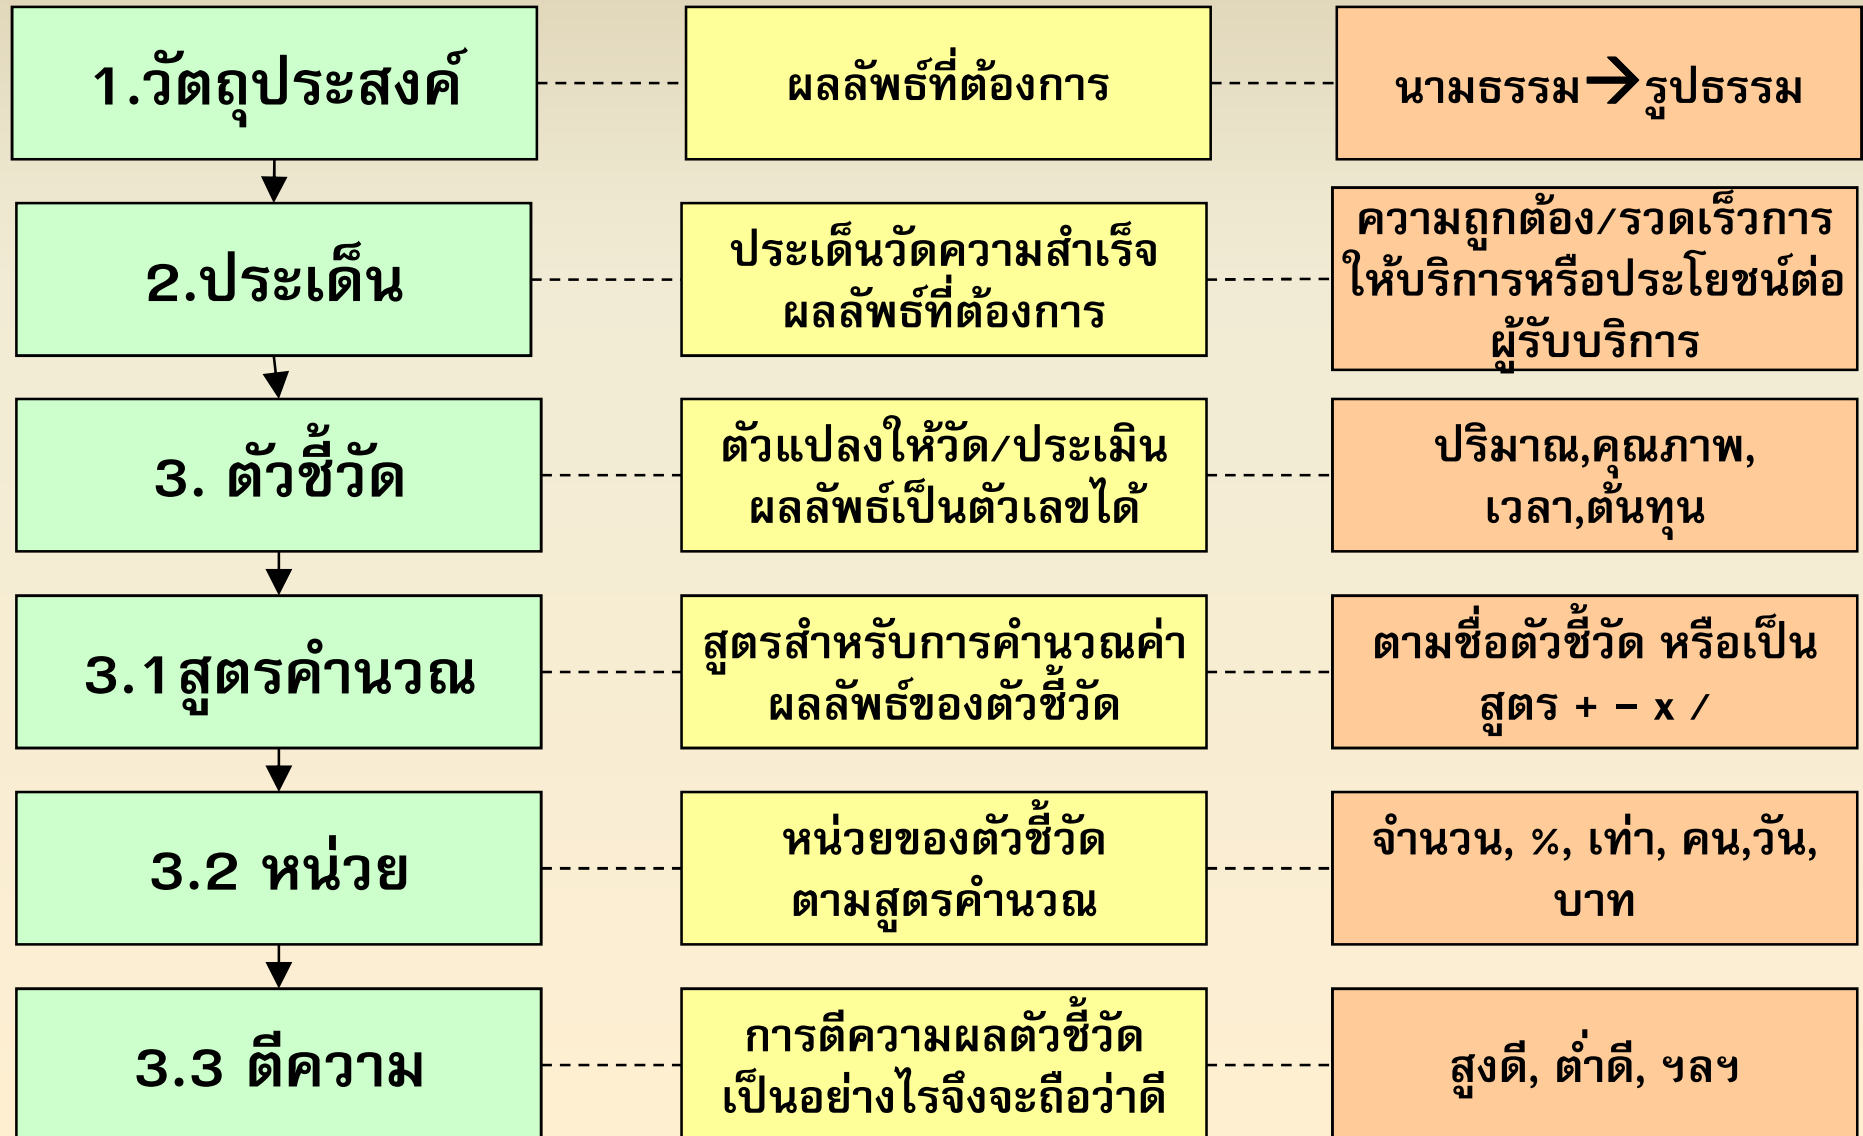 1.วัตถุประสงค์
ผลลัพธ์ที่ต้องการ
นามธรรม→รูปธรรม
2.ประเด็น
ประเด็นวัดความสำเร็จ
ผลลัพธ์ที่ต้องการ
ความถูกต้อง/รวดเร็วการ
ให้บริการหรือประโยชน์ต่อ
ผู้รับบริการ
3. ตัวชี้วัด
ตัวแปลงให้วัด/ประเมิน
ผลลัพธ์เป็นตัวเลขได้
ปริมาณ,คุณภาพ,
เวลา,ต้นทุน
3.1สูตรคำนวณ
สูตรสำหรับการคำนวณค่า
ผลลัพธ์ของตัวชี้วัด
ตามชื่อตัวชี้วัด หรือเป็น
สูตร + - x /
3.2 หน่วย
หน่วยของตัวชี้วัด
ตามสูตรคำนวณ
จำนวน, %, เท่า, คน,วัน,
บาท
3.3 ตีความ
การตีความผลตัวชี้วัด
เป็นอย่างไรจึงจะถือว่าดี
สูงดี, ต่ำดี, ฯลฯ